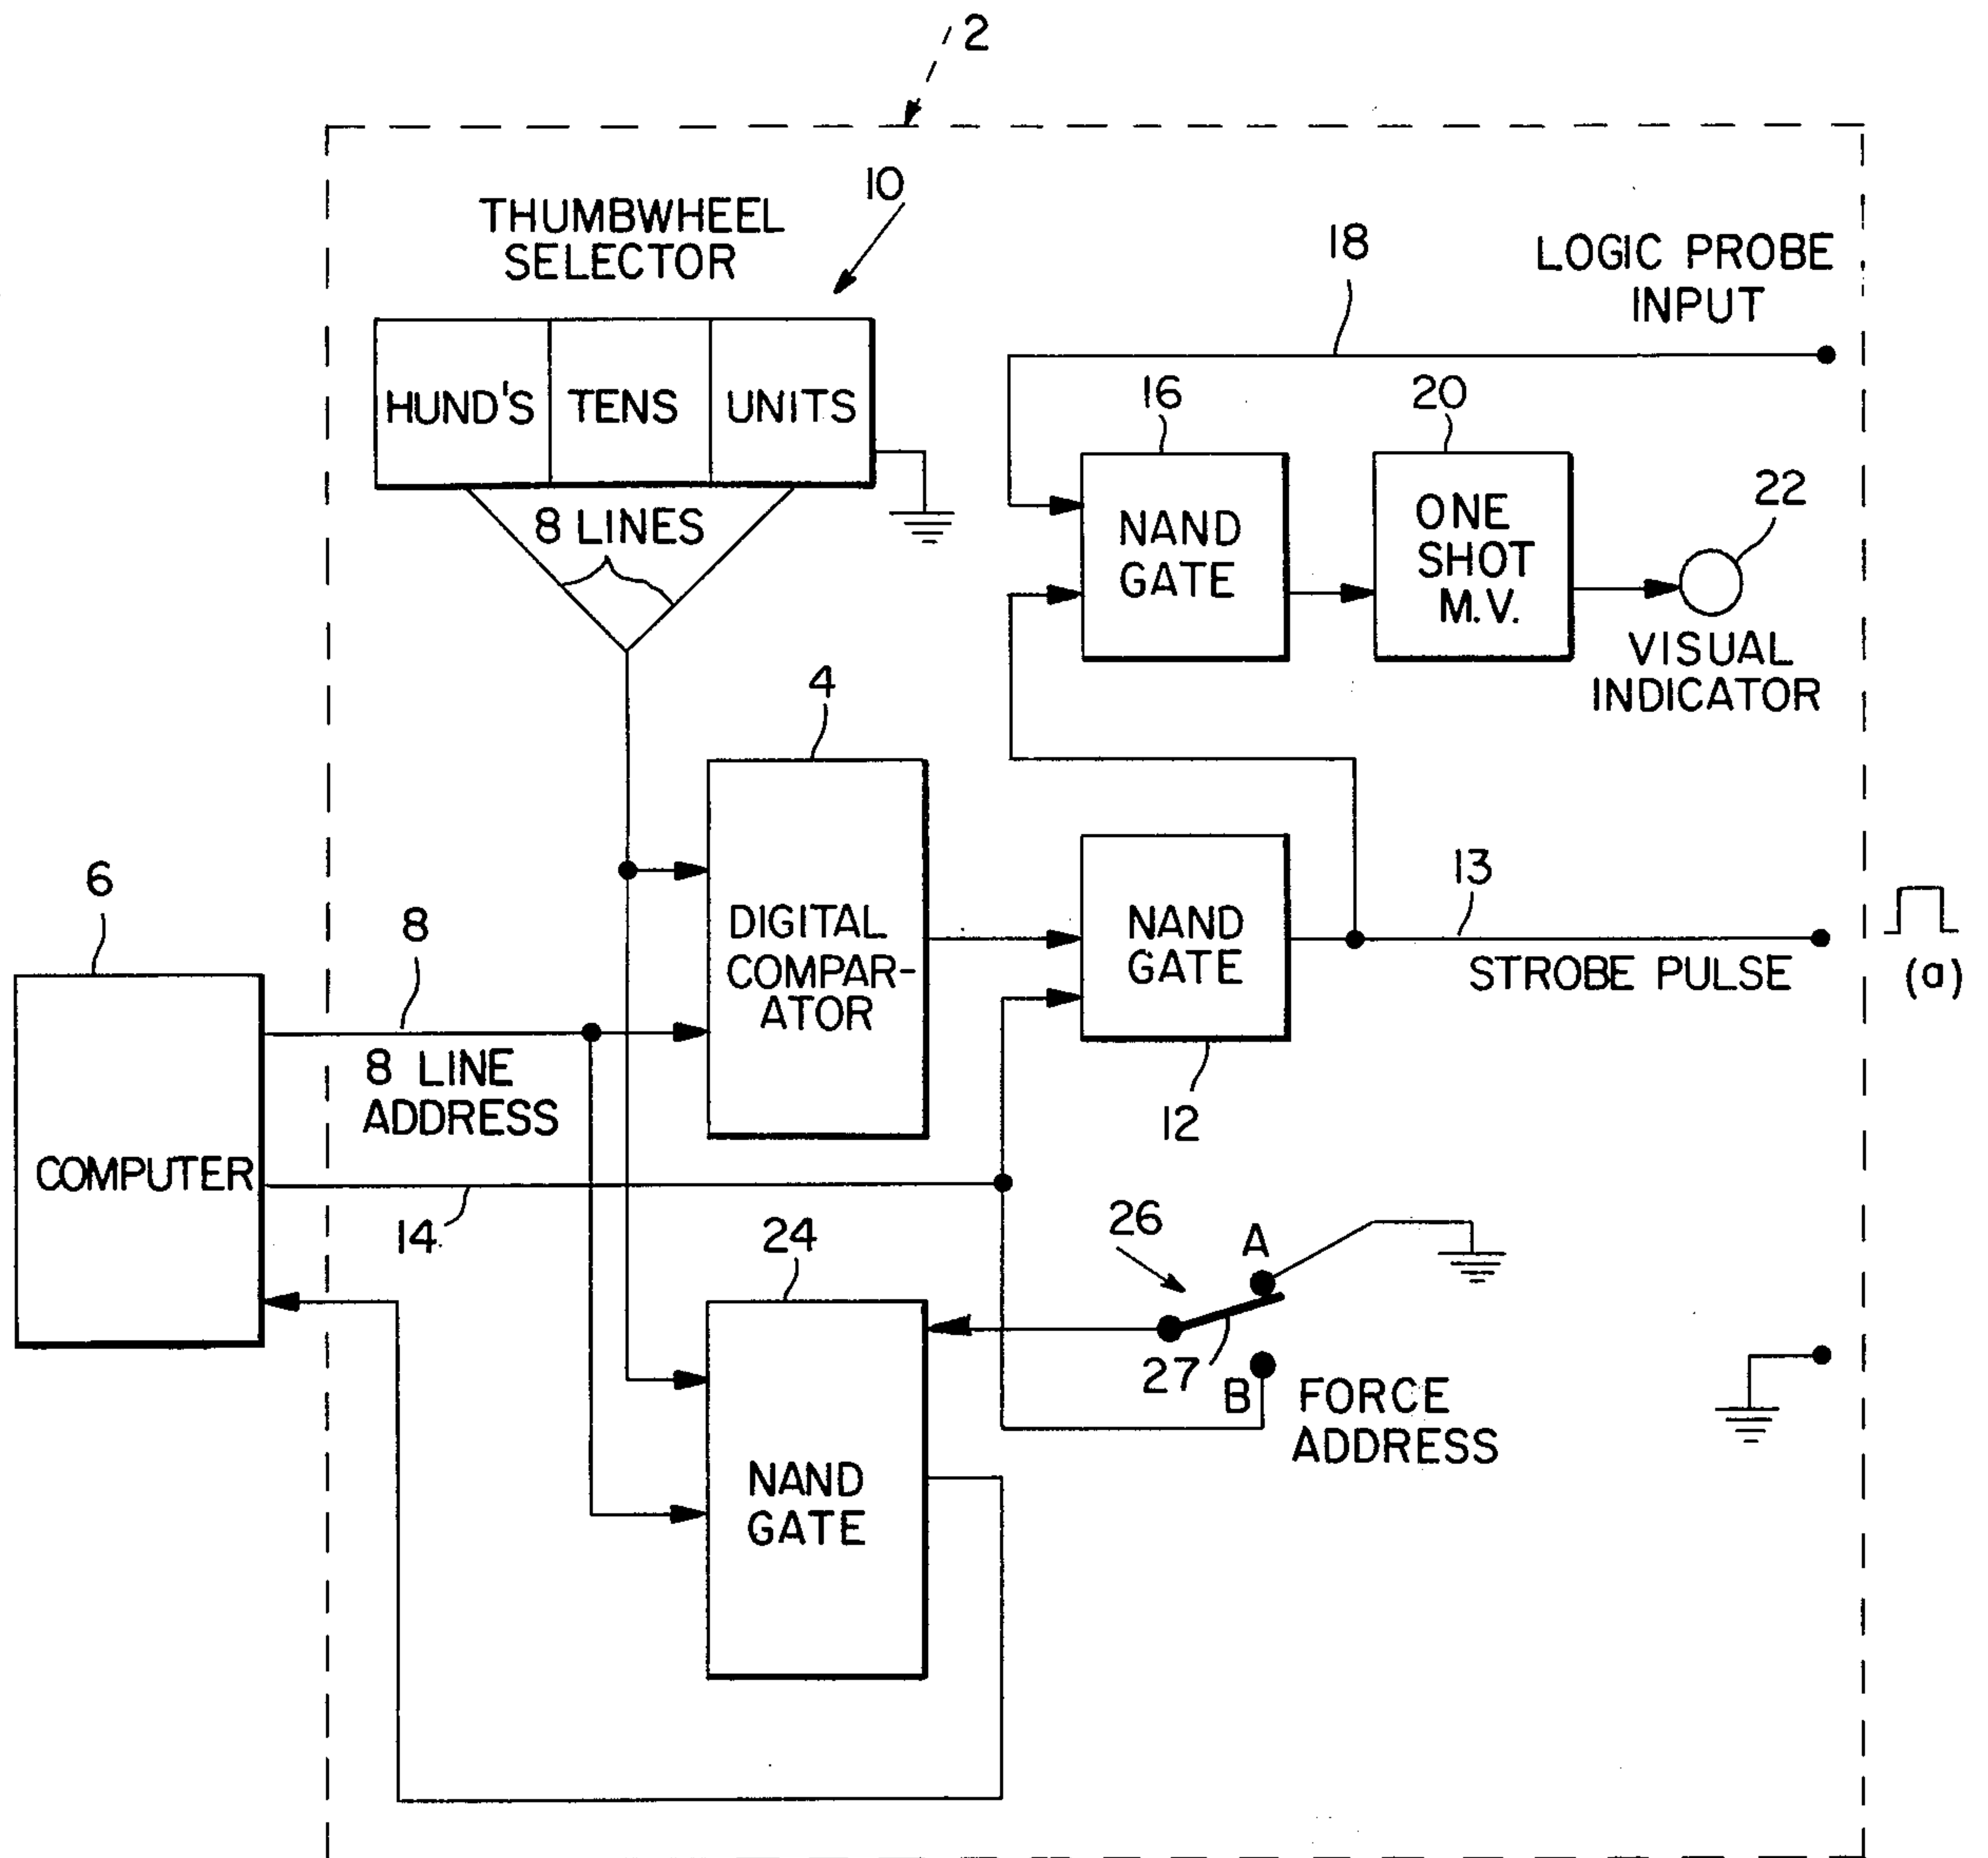 2
10
THUMBWHEEL
SELECTOR
18
LOGIC PROBE
INPUT
HUND'S TENS UNITS
16
20
22
8 LINES
NAND
GATE
ONE
SHOT
M.V.
VISUAL
INDICATOR
4
6
8
DIGITAL
COMPAR-
ATOR
NAND
GATE
13
STROBE PULSE
(a)
8 LINE
ADDRESS
12
COMPUTER
14
24
26
A
27
B
FORCE
ADDRESS
NAND
GATE